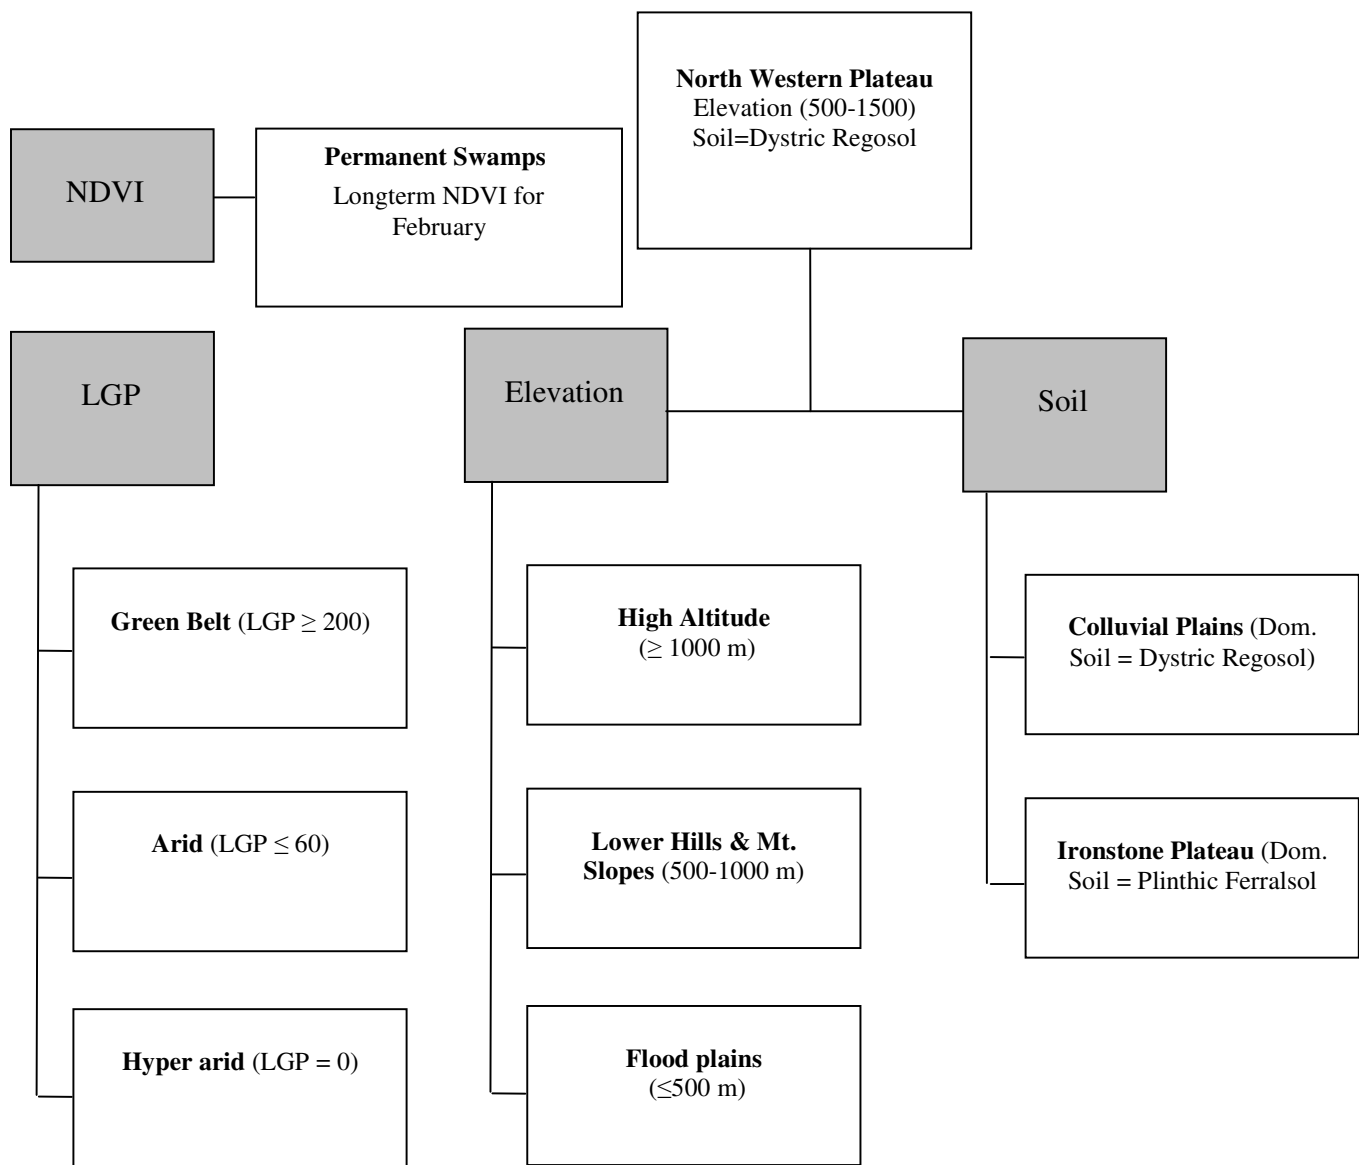 North Western Plateau
Elevation (500-1500)
Soil=Dystric Regosol
NDVI
Permanent Swamps
Longterm NDVI for
February
LGP
Elevation
Soil
Green Belt (LGP ≥ 200)
Arid (LGP ≤ 60)
Hyper arid (LGP = 0)
High Altitude
(≥ 1000 m)
Lower Hills & Mt.
Slopes (500-1000 m)
Flood plains
(≤500 m)
Colluvial Plains (Dom.
Soil = Dystric Regosol)
Ironstone Plateau (Dom.
Soil = Plinthic Ferralsol